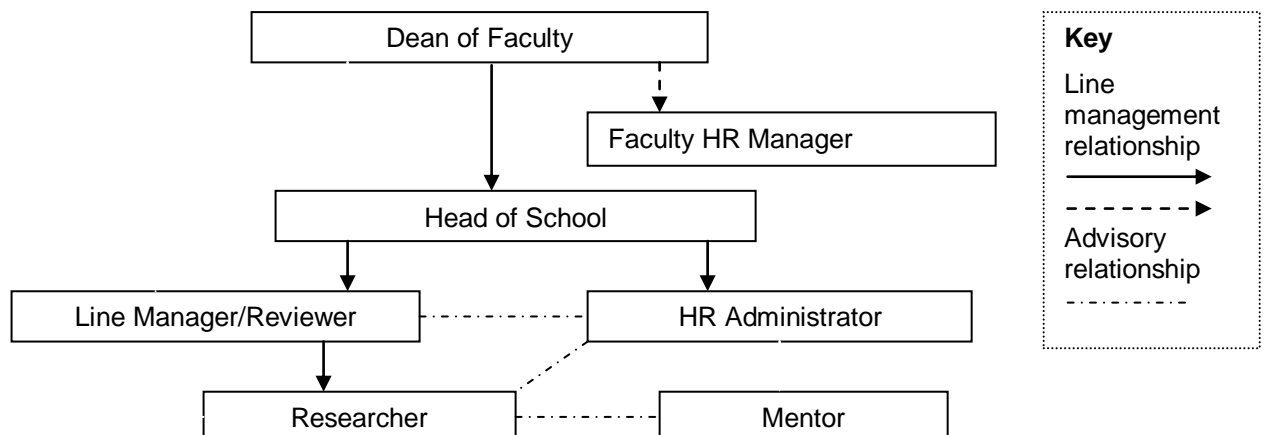 Dean of Faculty
Faculty HR Manager
Head of School
Line Manager/Reviewer
HR Administrator
Researcher
Mentor
Key
Line
management
relationship
Advisory
relationship